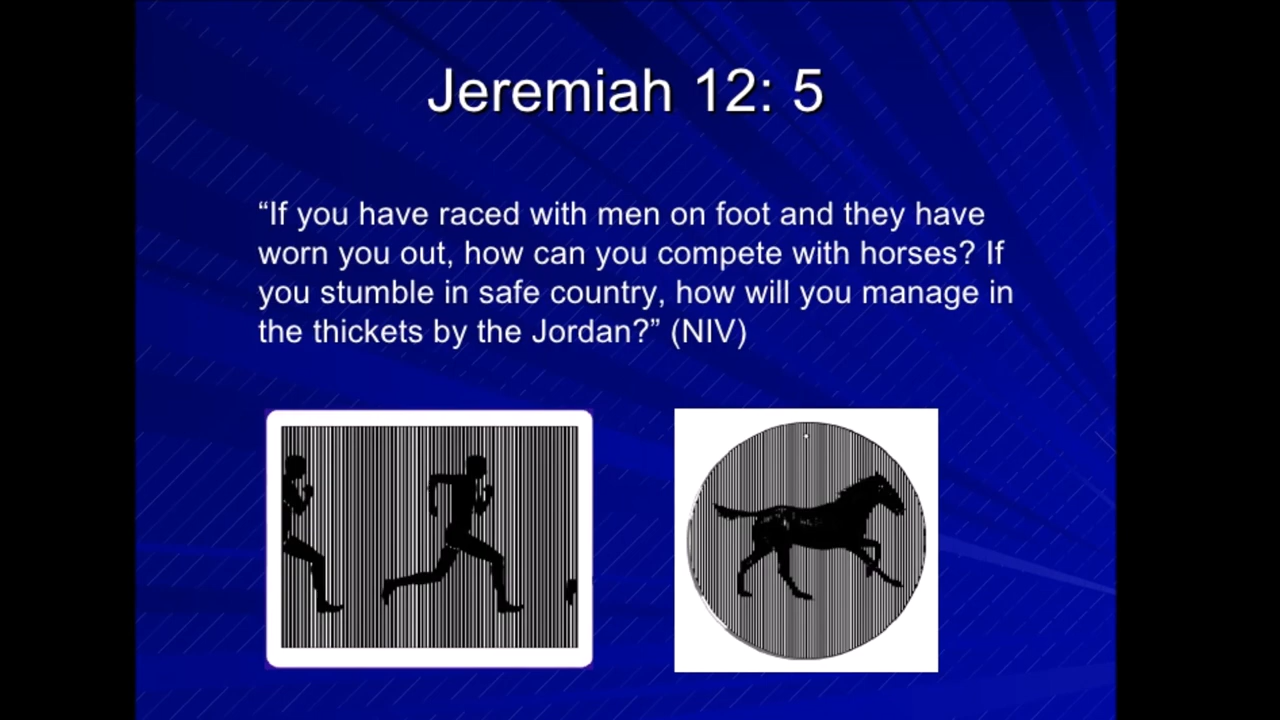 Jeremiah 12: 5
“If you have raced with men on foot and they have
worn you out, how can you compete with horses? If
you stumble in safe country, how will you manage in
the thickets by the Jordan?” (NIV)